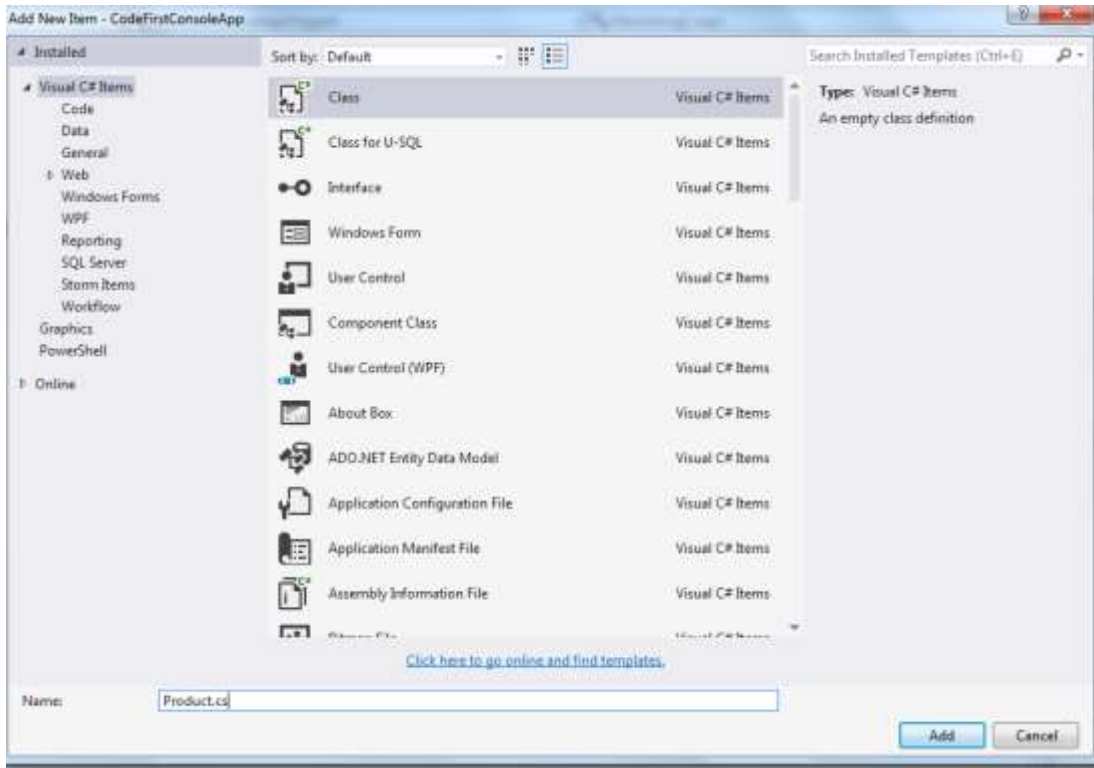 Add New Item - CodeFirstConsoleApp
Installed
Sort by: Default
Search Installed Templates (Ctrl+E)
Visual C# Items
Code
Data
General
Web
Windows Forms
WPF
Reporting
SQL Server
Storm Items
Workflow
Graphics
PowerShell
Online
Class Visual C# Items
Class for U-SQL Visual C# Items
Interface Visual C# Items
Windows Form Visual C# Items
User Control Visual C# Items
Component Class Visual C# Items
User Control (WPF) Visual C# Items
About Box Visual C# Items
ADO.NET Entity Data Model Visual C# Items
Application Configuration File Visual C# Items
Application Manifest File Visual C# Items
Assembly Information File Visual C# Items
Type: Visual C# Items
An empty class definition
Click here to go online and find templates.
Name: Product.cs
Add Cancel